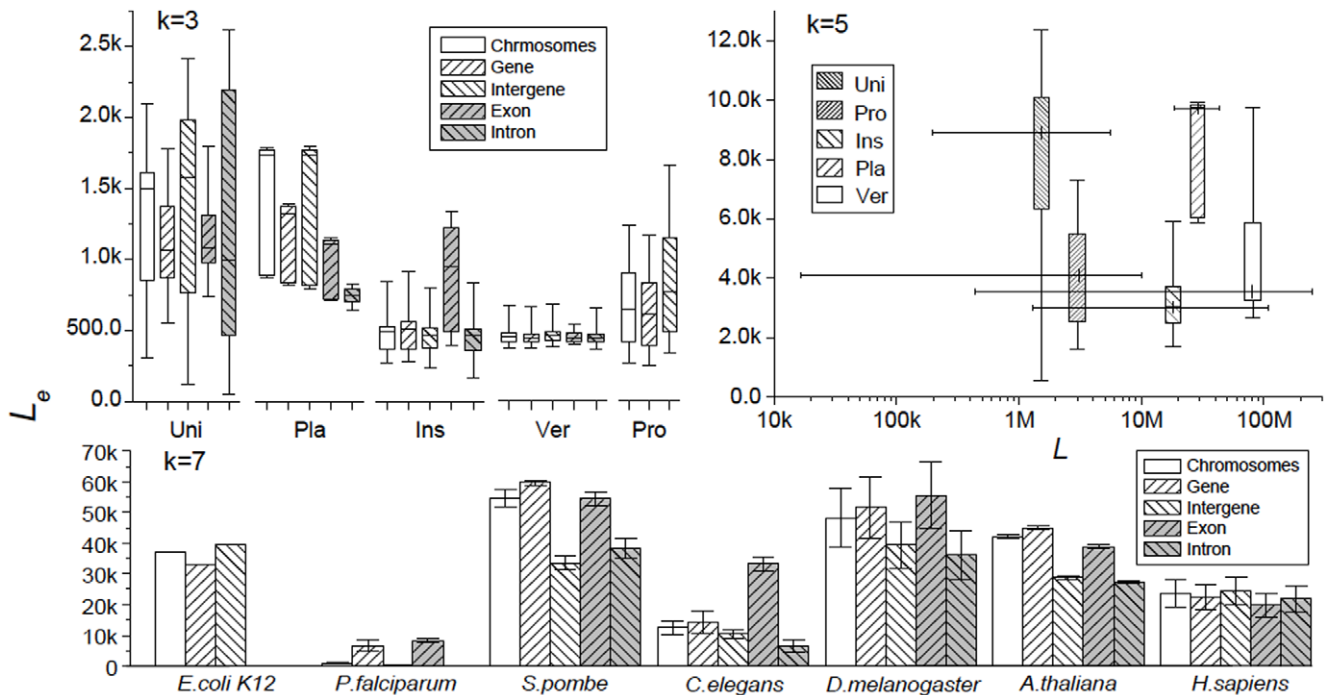 k=3
2.5k
2.0k
1.5k
1.0k
500.0
0.0
Chrmosomes
Gene
Intergene
Exon
Intron
Uni Pla Ins Ver Pro
L_e
k=5
12.0k
10.0k
8.0k
6.0k
4.0k
2.0k
0.0
Uni
Pro
Ins
Pla
Ver
10k 100k 1M 10M 100M
L
k=7
70k
60k
50k
40k
30k
20k
10k
0
Chromosomes
Gene
Intergene
Exon
Intron
E.coli K12 P.falciparum S.pombe C.elegans D.melanogaster A.thaliana H.sapiens